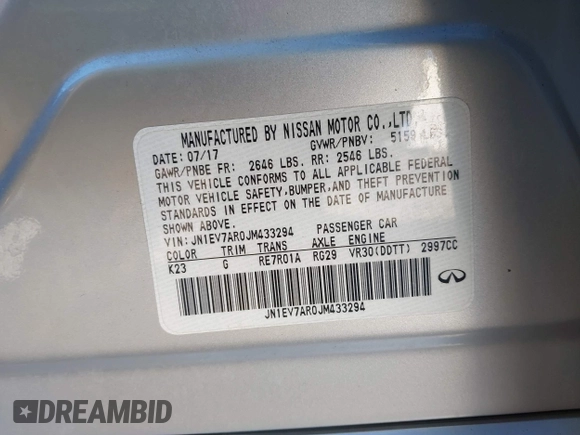 MANUFACTURED BY NISSAN MOTOR CO.,LTD.
DATE: 07/17 GVWR/PNBV: 5159 LBS.
GAWR/PNBE FR: 2646 LBS. RR: 2546 LBS.
THIS VEHICLE CONFORMS TO ALL APPLICABLE FEDERAL
MOTOR VEHICLE SAFETY,BUMPER,AND THEFT PREVENTION
STANDARDS IN EFFECT ON THE DATE OF MANUFACTURE
SHOWN ABOVE.
VIN: JN1EV7AR0JM433294 PASSENGER CAR
COLOR TRIM TRANS AXLE ENGINE
K23 G RE7R01A RG29 VR30(DDTT) 2997CC
JN1EV7AR0JM433294
INFINITI
DREAMBID